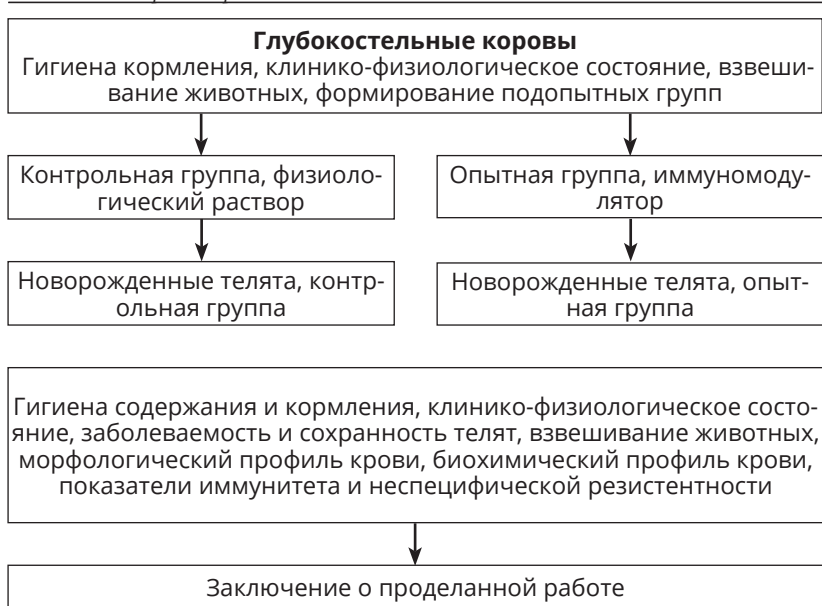 Глубокостельные коровы
Гигиена кормления, клинико-физиологическое состояние, взвеши-
вание животных, формирование подопытных групп
Контрольная группа, физиоло-
гический раствор
Опытная группа, иммуномоду-
лятор
Новорожденные телята, контр-
ольная группа
Новорожденные телята, опыт-
ная группа
Гигиена содержания и кормления, клинико-физиологическое состо-
яние, заболеваемость и сохранность телят, взвешивание животных,
морфологический профиль крови, биохимический профиль крови,
показатели иммунитета и неспецифической резистентности
Заключение о проделанной работе